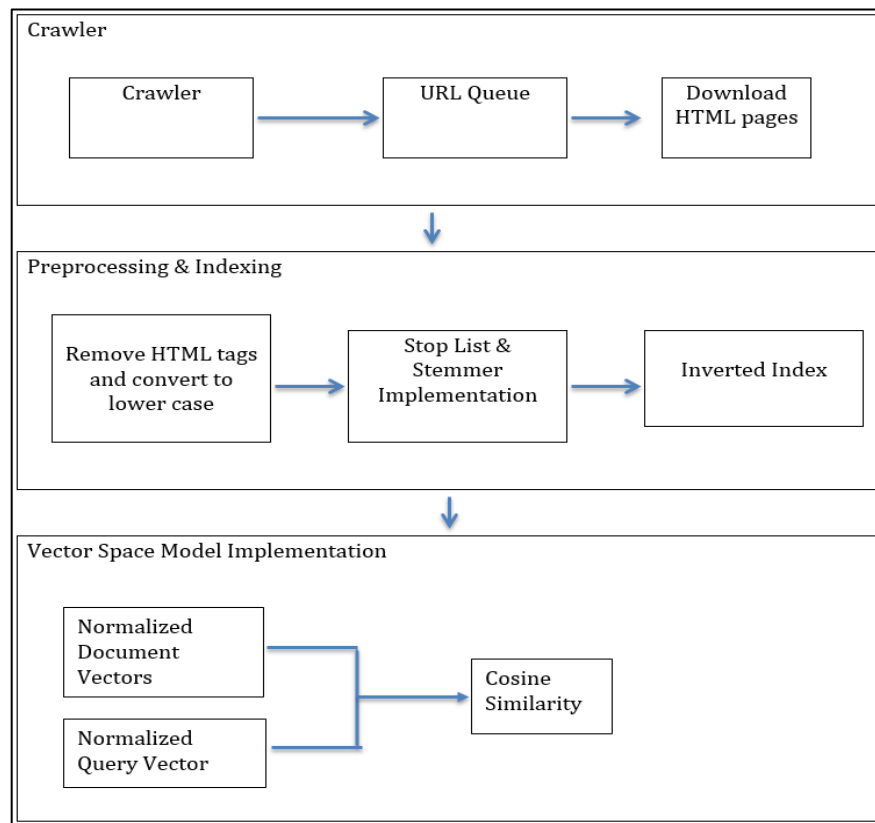 Crawler
Crawler
URL Queue
Download
HTML pages
Preprocessing & Indexing
Remove HTML tags
and convert to
lower case
Stop List &
Stemmer
Implementation
Inverted Index
Vector Space Model Implementation
Normalized
Document
Vectors
Normalized
Query Vector
Cosine
Similarity